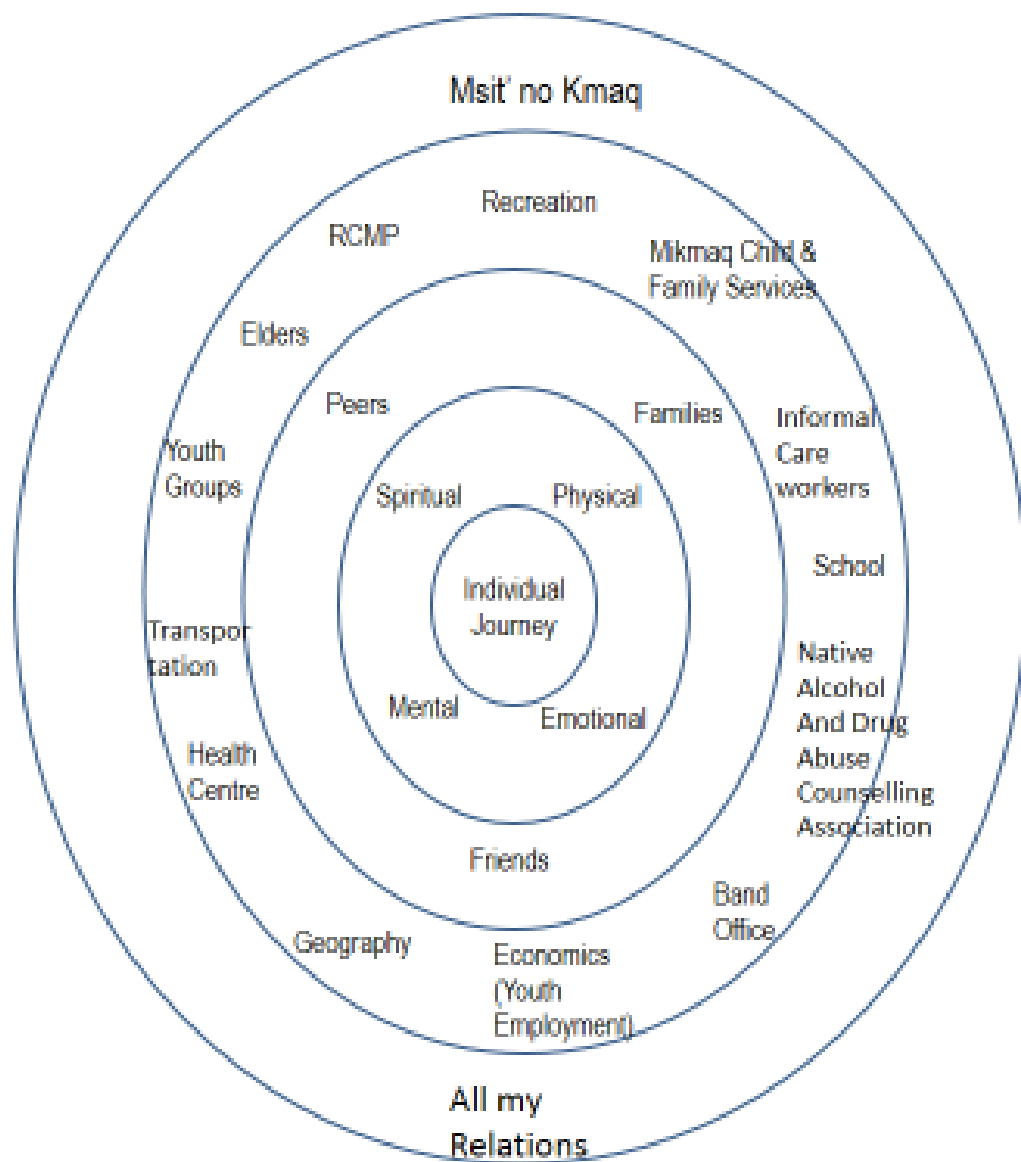 Msit' no Kmaq
Recreation
RCMP
Mikmaq Child &
Family Services
Elders
Peers
Families
Informal
Care
workers
Youth
Groups
Spiritual
Physical
School
Individual
Journey
Transpor
tation
Native
Alcohol
And Drug
Abuse
Counselling
Association
Mental
Emotional
Health
Centre
Friends
Band
Office
Geography
Economics
(Youth
Employment)
All my
Relations